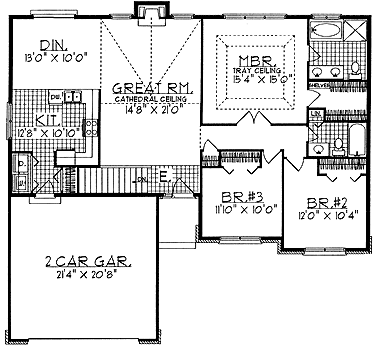 DIN.
13'0" x 10'0"
GREAT RM.
CATHEDRAL CEILING
14'8" x 21'0"
MBR.
TRAY CEILING
15'4" x 15'0"
SHELVES
LIN.
KIT.
12'8" x 10'10"
DW.
D.
DN.
E.
BR.#3
11'10" x 10'0"
BR.#2
12'0" x 10'4"
2 CAR GAR.
21'4" x 20'8"